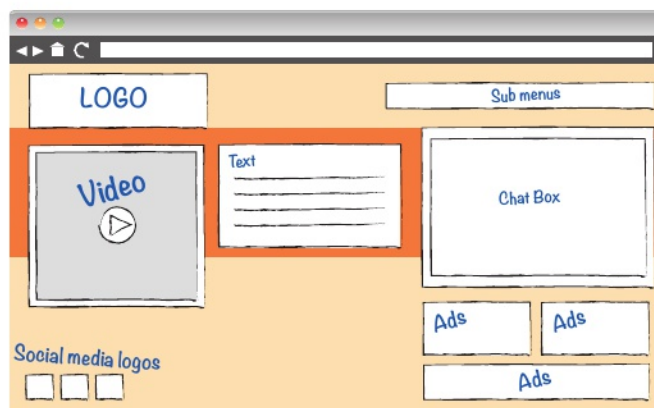 LOGO
Sub menus
Video
Text
Chat Box
Ads
Ads
Social media logos
Ads